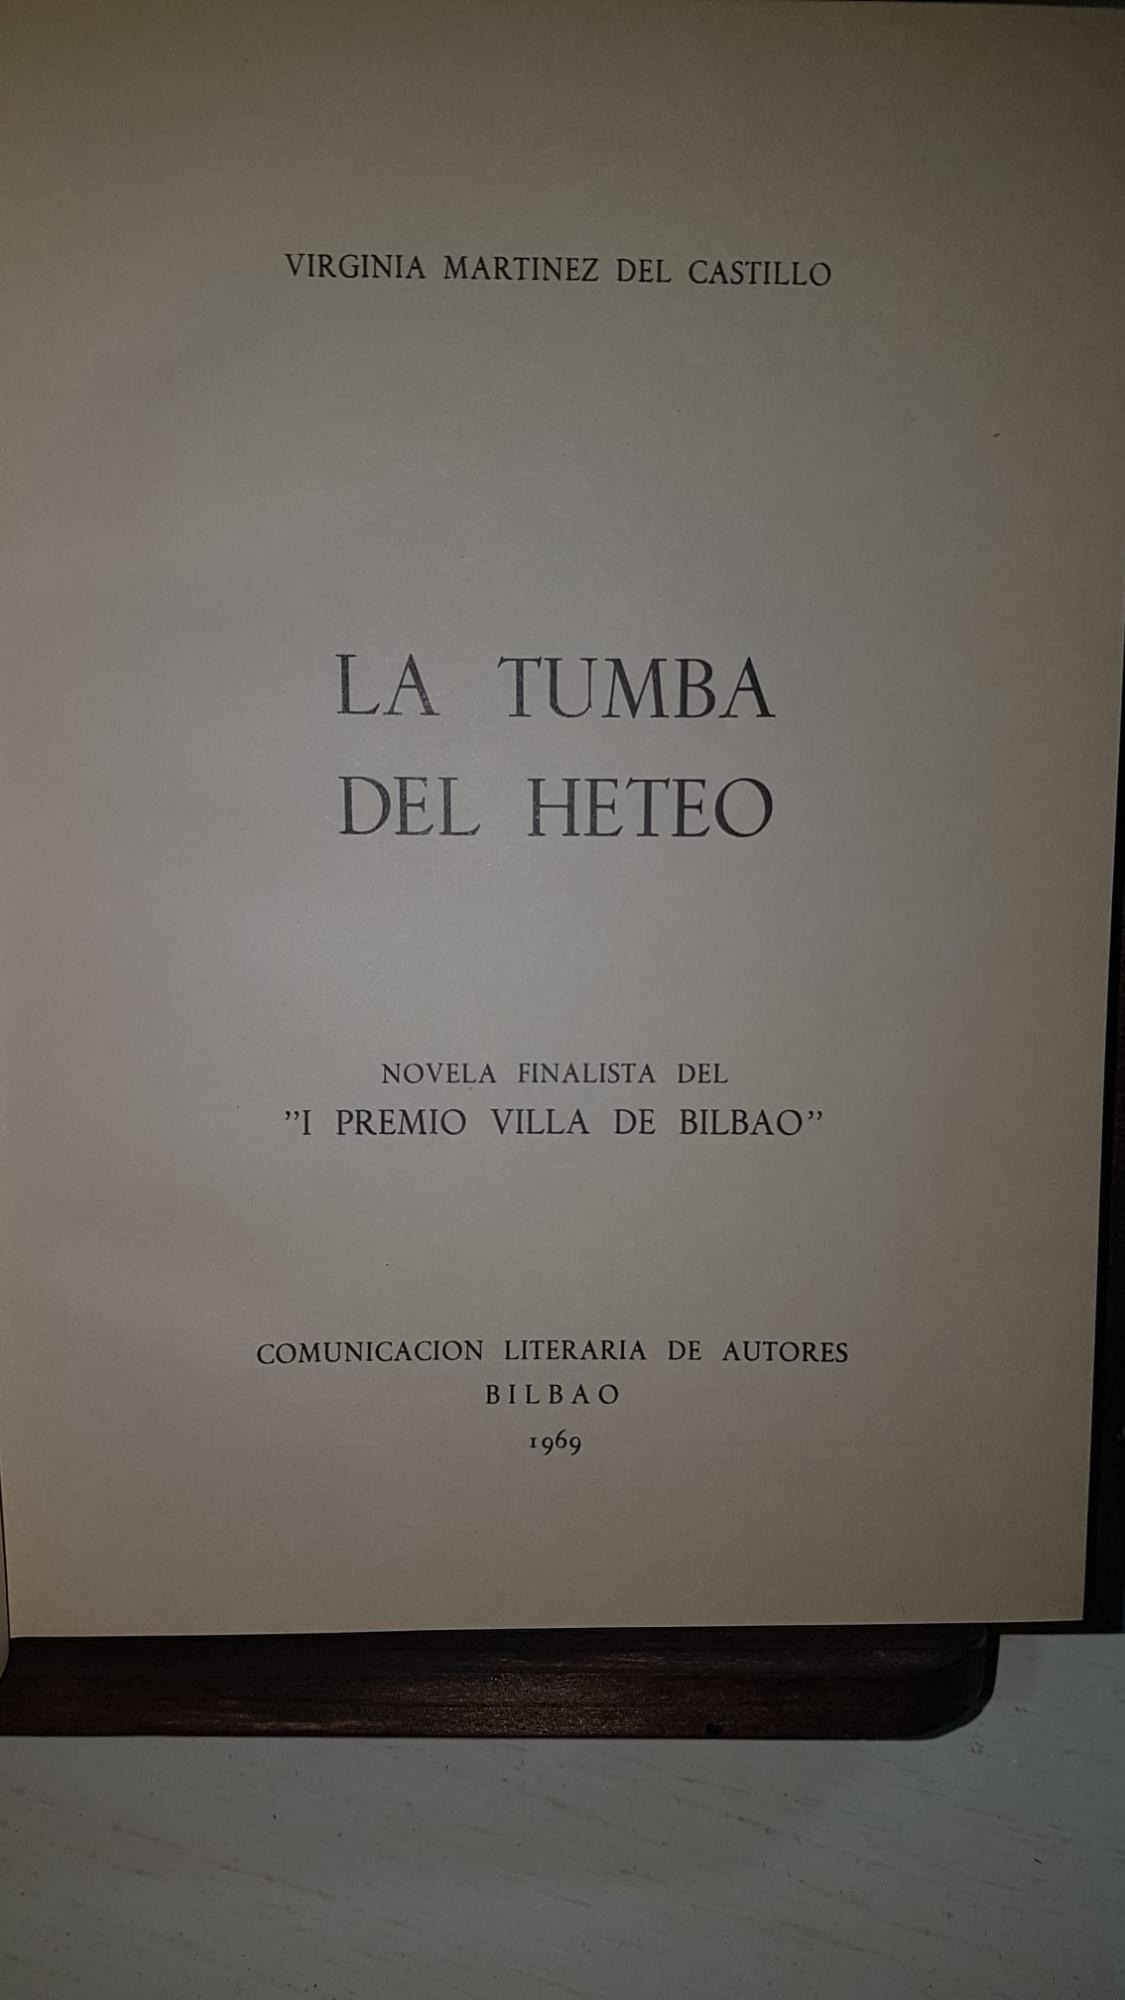 VIRGINIA MARTINEZ DEL CASTILLO
LA TUMBA
DEL HETEO
NOVELA FINALISTA DEL
”I PREMIO VILLA DE BILBAO”
COMUNICACION LITERARIA DE AUTORES
BILBAO
1969